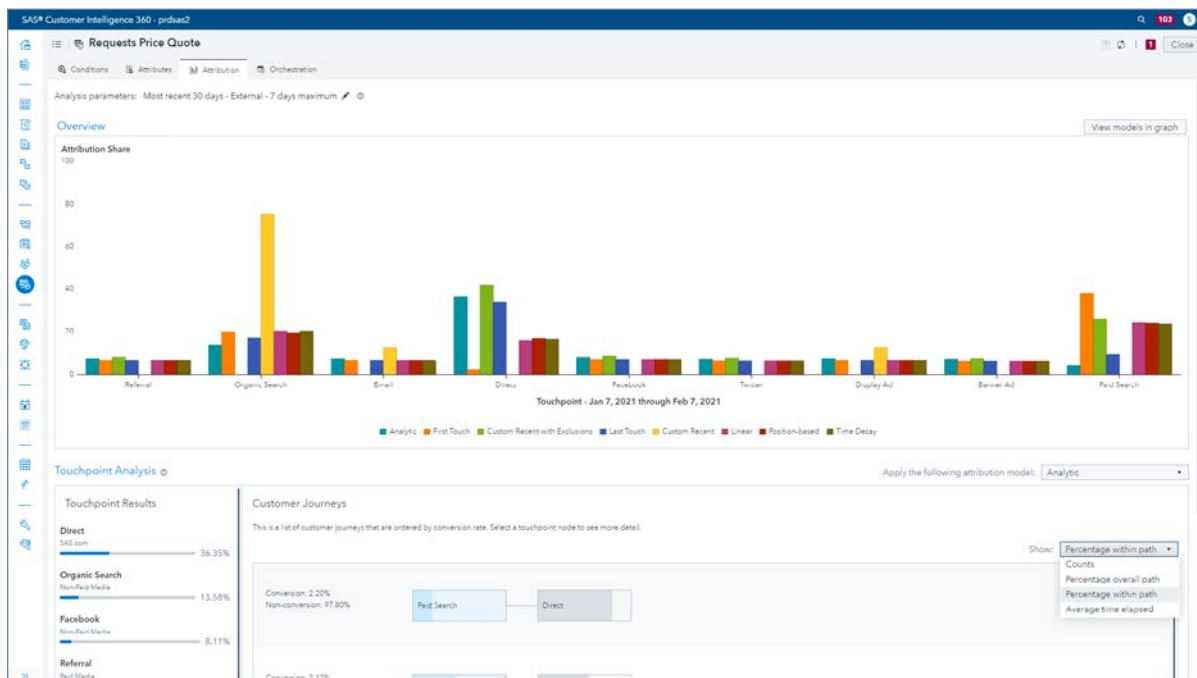 SAS® Customer Intelligence 360 - prdsas2
103
S
Requests Price Quote
1
Close
Conditions
Attributes
Attribution
Orchestration
Analysis parameters: Most recent 30 days - External - 7 days maximum
Overview
View models in graph
Attribution Share
100
80
60
40
20
0
Referral
Organic Search
Email
Direct
Facebook
Twitter
Display Ad
Banner Ad
Paid Search
Touchpoint - Jan 7, 2021 through Feb 7, 2021
Analytic
First Touch
Custom Recent with Exclusions
Last Touch
Custom Recent
Linear
Position-based
Time Decay
Touchpoint Analysis
Apply the following attribution model:
Analytic
Touchpoint Results
Direct
SAS.com
36.35%
Organic Search
Non-Paid Media
13.58%
Facebook
Non-Paid Media
8.11%
Referral
Paid Media
Customer Journeys
This is a list of customer journeys that are ordered by conversion rate. Select a touchpoint node to see more detail.
Show:
Percentage within path
Counts
Percentage overall path
Percentage within path
Average time elapsed
Conversion: 2.20%
Non-conversion: 97.80%
Paid Search
Direct
Conversion: 2.17%